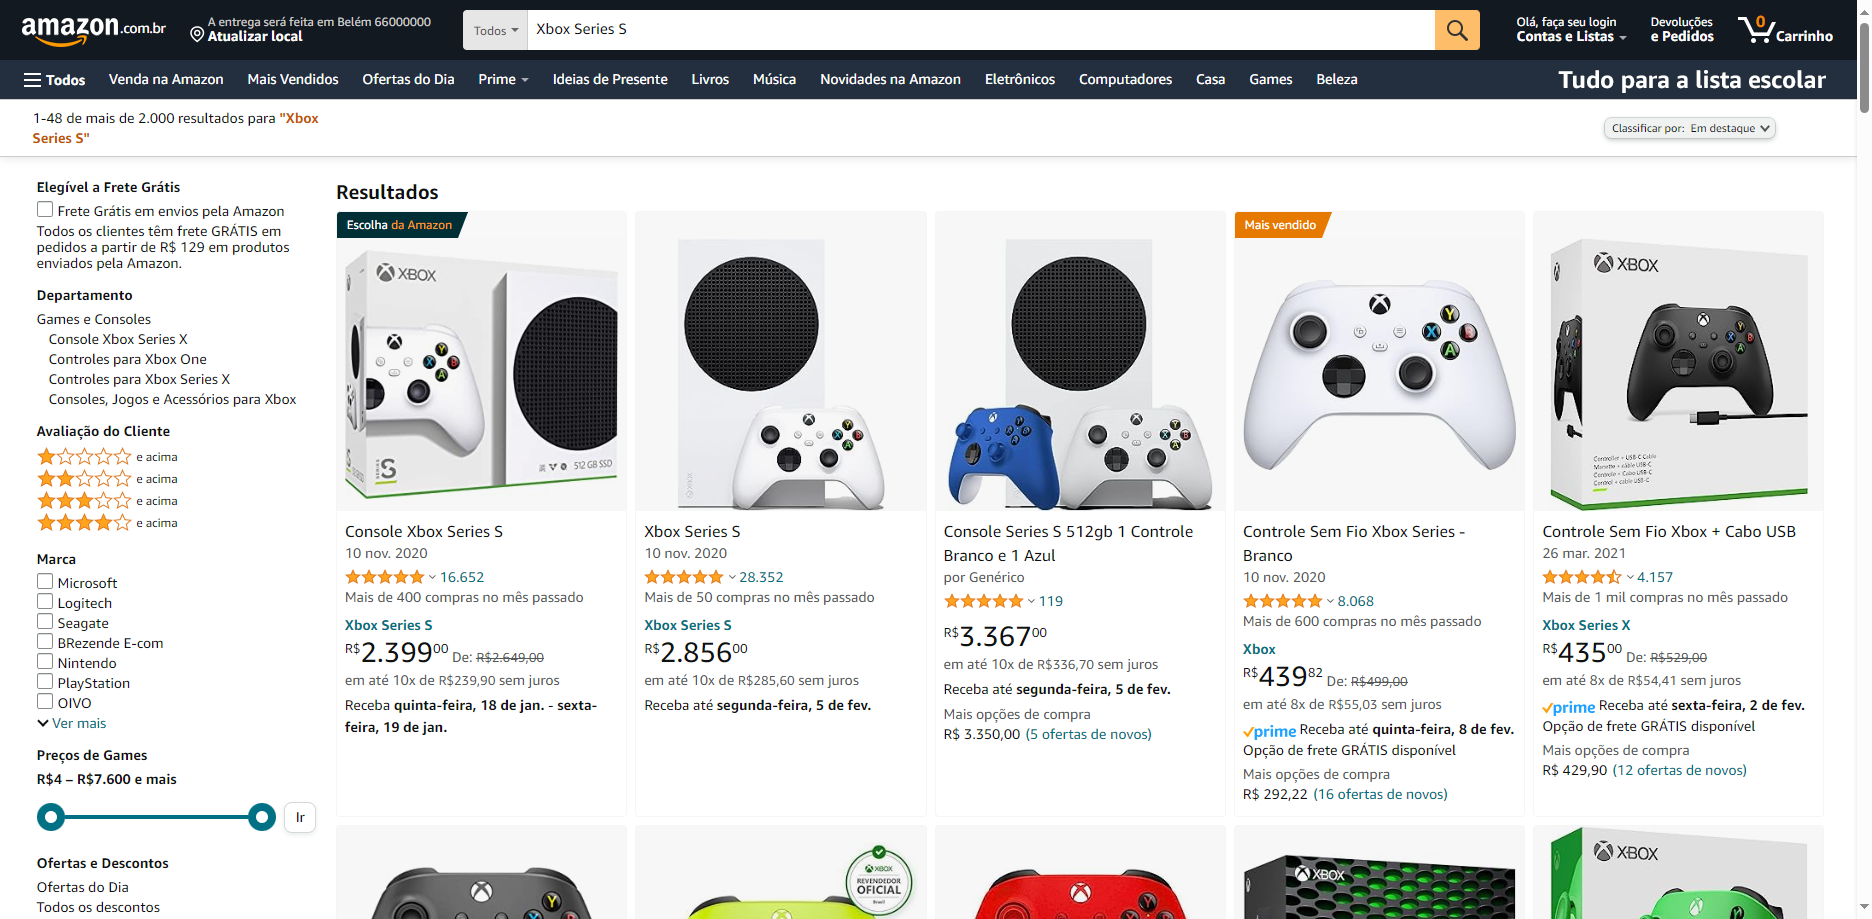 amazon.com.br
A entrega será feita em Belém 66000000
Atualizar local
Todos
Xbox Series S
Olá, faça seu login
Contas e Listas
Devoluções
e Pedidos
0
Carrinho
Todos
Venda na Amazon
Mais Vendidos
Ofertas do Dia
Prime
Ideias de Presente
Livros
Música
Novidades na Amazon
Eletrônicos
Computadores
Casa
Games
Beleza
Tudo para a lista escolar
1-48 de mais de 2.000 resultados para "Xbox
Series S"
Classificar por: Em destaque
Elegível a Frete Grátis
Frete Grátis em envios pela Amazon
Todos os clientes têm frete GRÁTIS em
pedidos a partir de R$ 129 em produtos
enviados pela Amazon.
Departamento
Games e Consoles
Console Xbox Series X
Controles para Xbox One
Controles para Xbox Series X
Consoles, Jogos e Acessórios para Xbox
Avaliação do Cliente
e acima
e acima
e acima
e acima
Marca
Microsoft
Logitech
Seagate
BRezende E-com
Nintendo
PlayStation
OIVO
Ver mais
Preços de Games
R$4 – R$7.600 e mais
Ir
Ofertas e Descontos
Ofertas do Dia
Todos os descontos
Resultados
Escolha da Amazon
XBOX
SERIES S
512 GB SSD
Console Xbox Series S
10 nov. 2020
16.652
Mais de 400 compras no mês passado
Xbox Series S
R$2.39900 De: R$2.649,00
em até 10x de R$239,90 sem juros
Receba quinta-feira, 18 de jan. - sexta-
feira, 19 de jan.
Xbox Series S
10 nov. 2020
28.352
Mais de 50 compras no mês passado
Xbox Series S
R$2.85600
em até 10x de R$285,60 sem juros
Receba até segunda-feira, 5 de fev.
Console Series S 512gb 1 Controle
Branco e 1 Azul
por Genérico
119
R$3.36700
em até 10x de R$336,70 sem juros
Receba até segunda-feira, 5 de fev.
Mais opções de compra
R$ 3.350,00 (5 ofertas de novos)
Mais vendido
Y
X
B
A
Controle Sem Fio Xbox Series -
Branco
10 nov. 2020
8.068
Mais de 600 compras no mês passado
Xbox
R$43982 De: R$499,00
em até 8x de R$55,03 sem juros
prime Receba até quinta-feira, 8 de fev.
Opção de frete GRÁTIS disponível
Mais opções de compra
R$ 292,22 (16 ofertas de novos)
XBOX
Controller + USB-C Cable
Controle Sem Fio Xbox + Cabo USB
26 mar. 2021
4.157
Mais de 1 mil compras no mês passado
Xbox Series X
R$43500 De: R$529,00
em até 8x de R$54,41 sem juros
prime Receba até sexta-feira, 2 de fev.
Opção de frete GRÁTIS disponível
Mais opções de compra
R$ 429,90 (12 ofertas de novos)
Y
XBOX
REVENDEDOR
OFICIAL
Brasil
XBOX
XBOX